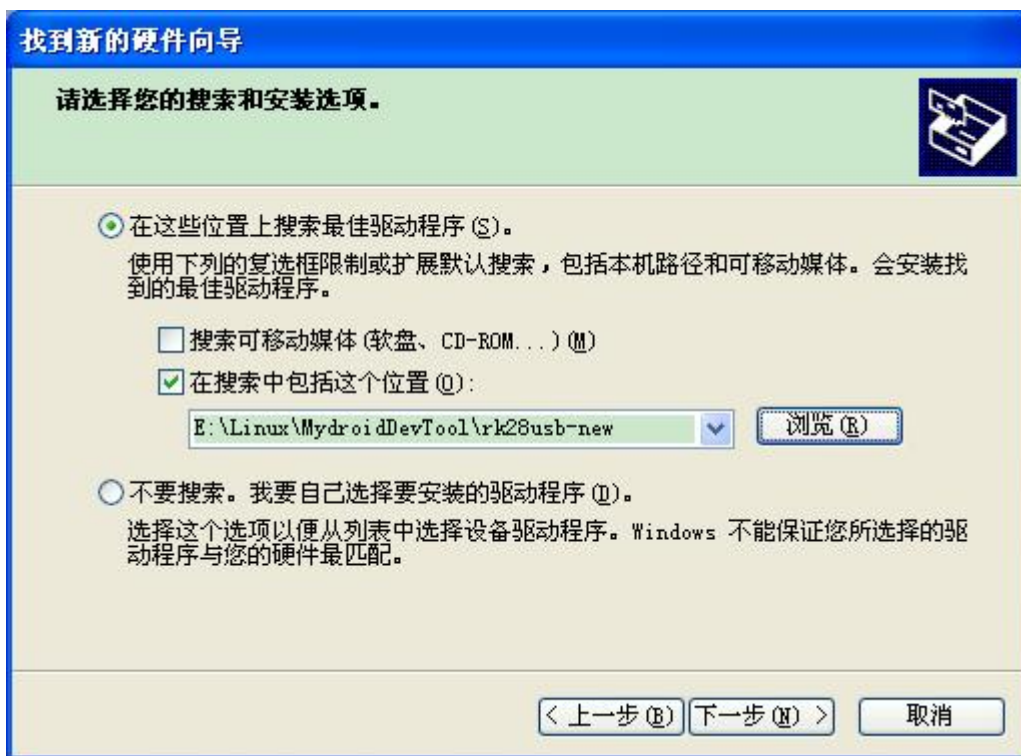 找到新的硬件向导
请选择您的搜索和安装选项。
在这些位置上搜索最佳驱动程序(S)。
使用下列的复选框限制或扩展默认搜索，包括本机路径和可移动媒体。会安装找
到的最佳驱动程序。
搜索可移动媒体(软盘、CD-ROM...)(M)
在搜索中包括这个位置(O):
E:\Linux\MydroidDevTool\rk28usb-new
浏览(R)
不要搜索。我要自己选择要安装的驱动程序(D)。
选择这个选项以便从列表中选择设备驱动程序。Windows 不能保证您所选择的驱
动程序与您的硬件最匹配。
< 上一步(B) 下一步(N) > 取消